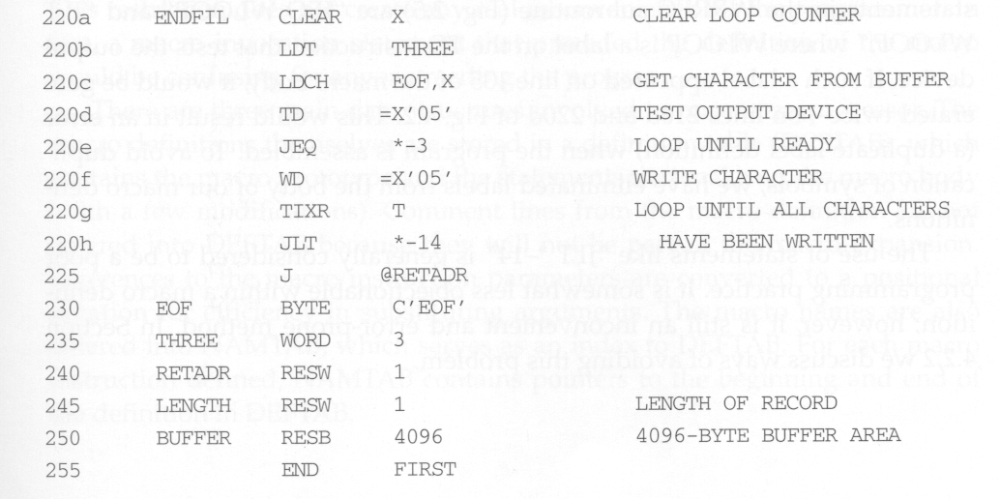 220a ENDFIL CLEAR X CLEAR LOOP COUNTER
220b LDT THREE
220c LDCH EOF,X GET CHARACTER FROM BUFFER
220d TD =X'05' TEST OUTPUT DEVICE
220e JEQ *-3 LOOP UNTIL READY
220f WD =X'05' WRITE CHARACTER
220g TIXR T LOOP UNTIL ALL CHARACTERS
220h JLT *-14 HAVE BEEN WRITTEN
225 J @RETADR
230 EOF BYTE C'EOF'
235 THREE WORD 3
240 RETADR RESW 1
245 LENGTH RESW 1 LENGTH OF RECORD
250 BUFFER RESB 4096 4096-BYTE BUFFER AREA
255 END FIRST